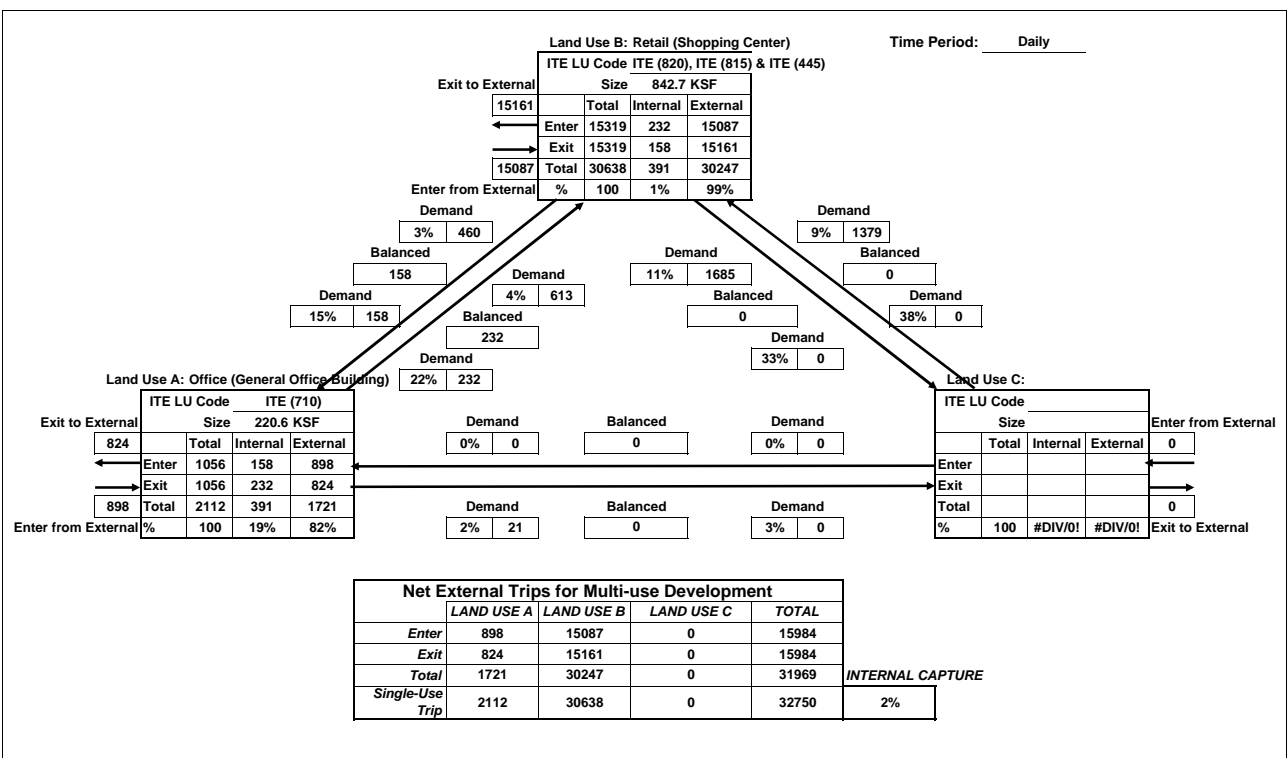 Land Use B: Retail (Shopping Center)
Time Period: Daily
ITE LU Code ITE (820), ITE (815) & ITE (445)
Exit to External Size 842.7 KSF
15161 Total Internal External
Enter 15319 232 15087
Exit 15319 158 15161
15087 Total 30638 391 30247
Enter from External % 100 1% 99%
Demand Demand
3% 460 9% 1379
Balanced Demand Balanced
158 Demand 11% 1685 0
Demand 4% 613 Balanced Demand
15% 158 Balanced 0 38% 0
232 Demand
Demand 33% 0
Land Use A: Office (General Office Building) 22% 232 Land Use C:
ITE LU Code ITE (710) ITE LU Code
Exit to External Size 220.6 KSF Demand Balanced Demand Size Enter from External
824 Total Internal External 0% 0 0 0% 0 Total Internal External 0
Enter 1056 158 898 Enter
Exit 1056 232 824 Exit
898 Total 2112 391 1721 Demand Balanced Demand Total 0
Enter from External % 100 19% 82% 2% 21 0 3% 0 % 100 #DIV/0! #DIV/0! Exit to External
Net External Trips for Multi-use Development
LAND USE A LAND USE B LAND USE C TOTAL
Enter 898 15087 0 15984
Exit 824 15161 0 15984
Total 1721 30247 0 31969 INTERNAL CAPTURE
Single-Use Trip 2112 30638 0 32750 2%